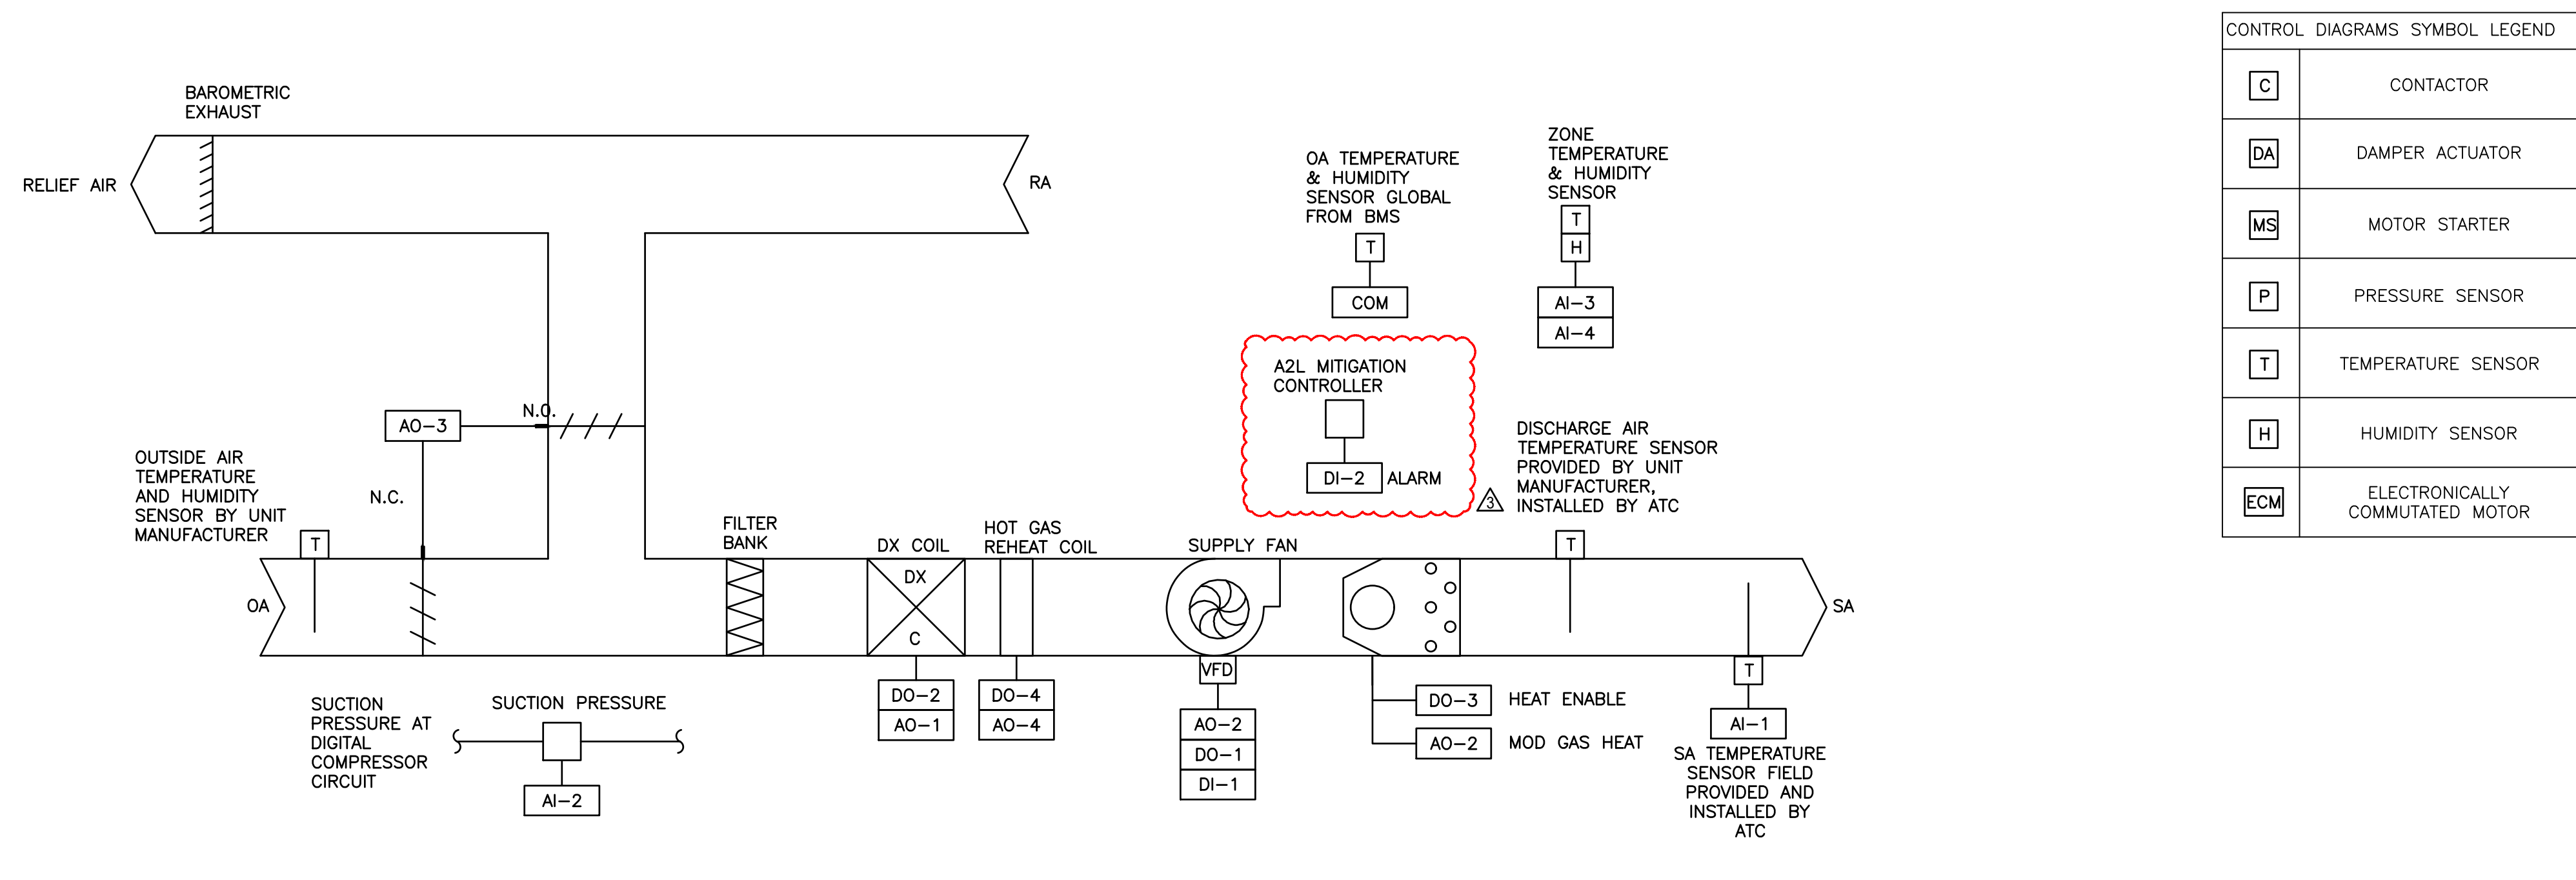 BAROMETRIC
EXHAUST
RELIEF AIR
RA
OA TEMPERATURE
& HUMIDITY
SENSOR GLOBAL
FROM BMS
T
COM
ZONE
TEMPERATURE
& HUMIDITY
SENSOR
T
H
AI-3
AI-4
A2L MITIGATION
CONTROLLER
DI-2 ALARM
3
DISCHARGE AIR
TEMPERATURE SENSOR
PROVIDED BY UNIT
MANUFACTURER,
INSTALLED BY ATC
T
AO-3
N.O.
N.C.
OUTSIDE AIR
TEMPERATURE
AND HUMIDITY
SENSOR BY UNIT
MANUFACTURER
T
OA
FILTER
BANK
DX COIL
DX
C
DO-2
AO-1
HOT GAS
REHEAT COIL
DO-4
AO-4
SUPPLY FAN
VFD
AO-2
DO-1
DI-1
DO-3 HEAT ENABLE
AO-2 MOD GAS HEAT
SA
T
AI-1
SA TEMPERATURE
SENSOR FIELD
PROVIDED AND
INSTALLED BY
ATC
SUCTION
PRESSURE AT
DIGITAL
COMPRESSOR
CIRCUIT
SUCTION PRESSURE
AI-2
CONTROL DIAGRAMS SYMBOL LEGEND
C CONTACTOR
DA DAMPER ACTUATOR
MS MOTOR STARTER
P PRESSURE SENSOR
T TEMPERATURE SENSOR
H HUMIDITY SENSOR
ECM ELECTRONICALLY
COMMUTATED MOTOR